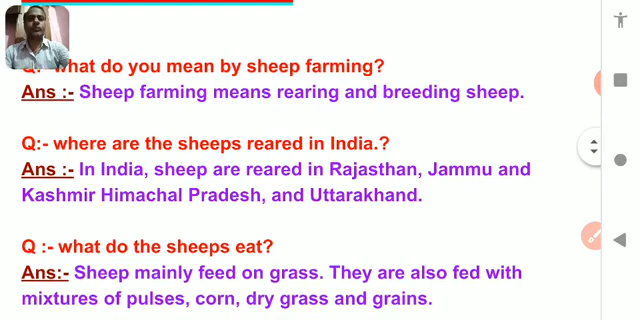 Q:- what do you mean by sheep farming?
Ans :- Sheep farming means rearing and breeding sheep.
Q:- where are the sheeps reared in India.?
Ans :- In India, sheep are reared in Rajasthan, Jammu and
Kashmir Himachal Pradesh, and Uttarakhand.
Q :- what do the sheeps eat?
Ans:- Sheep mainly feed on grass. They are also fed with
mixtures of pulses, corn, dry grass and grains.